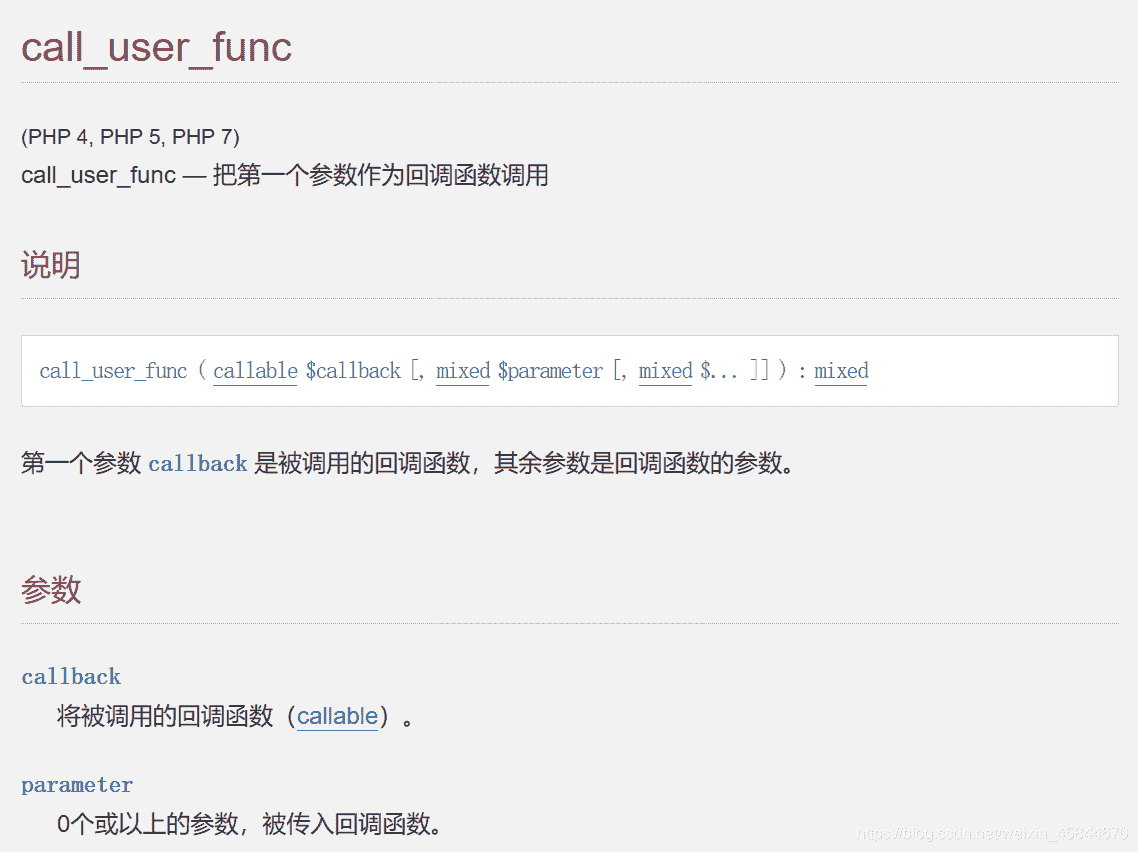 call_user_func
(PHP 4, PHP 5, PHP 7)
call_user_func — 把第一个参数作为回调函数调用
说明
call_user_func ( callable $callback [, mixed $parameter [, mixed $... ]] ) : mixed
第一个参数 callback 是被调用的回调函数，其余参数是回调函数的参数。
参数
callback
将被调用的回调函数（callable）。
parameter
0个或以上的参数，被传入回调函数。
https://blog.csdn.net/weixin_45844670